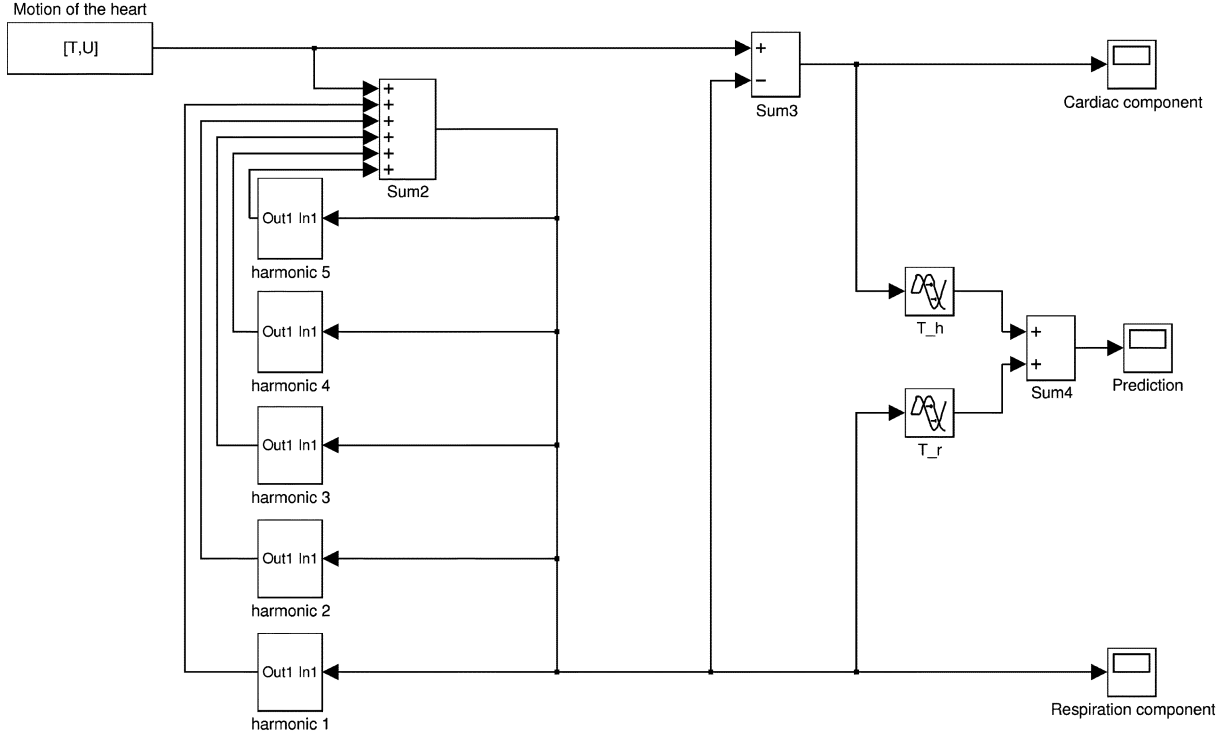 Motion of the heart
[T,U]
+
−
Sum3
Cardiac component
+
+
+
+
+
+
Sum2
Out1 In1
harmonic 5
T_h
Out1 In1
harmonic 4
+
+
Sum4
Prediction
T_r
Out1 In1
harmonic 3
Out1 In1
harmonic 2
Out1 In1
harmonic 1
Respiration component